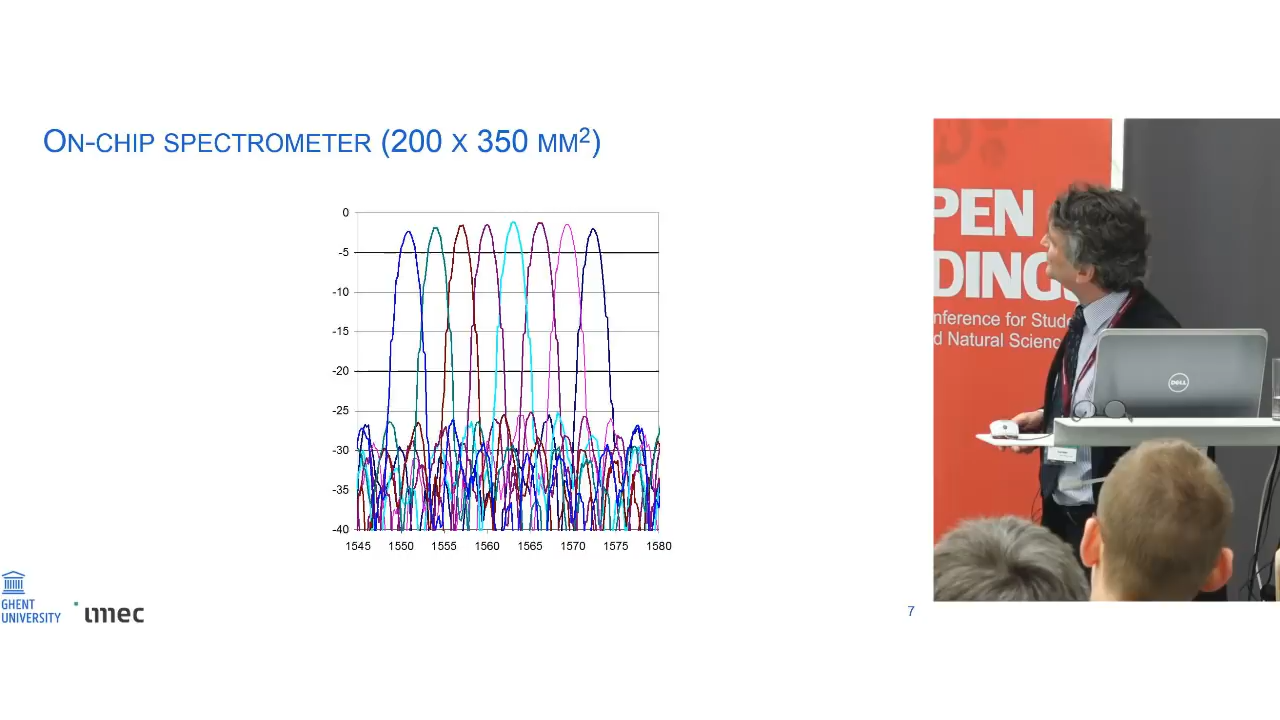 ON-CHIP SPECTROMETER (200 X 350 MM²)
0
-5
-10
-15
-20
-25
-30
-35
-40
1545 1550 1555 1560 1565 1570 1575 1580
GHENT
UNIVERSITY
imec
7
PEN
DING
nference for Stude
d Natural Scienc
DELL